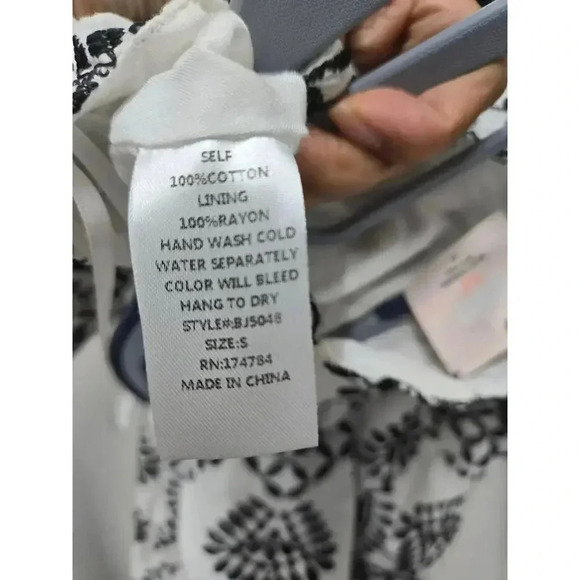 SELF
100%COTTON
LINING
100%RAYON
HAND WASH COLD
WATER SEPARATELY
COLOR WILL BLEED
HANG TO DRY
STYLE#:BJ5048
SIZE:S
RN:174784
MADE IN CHINA